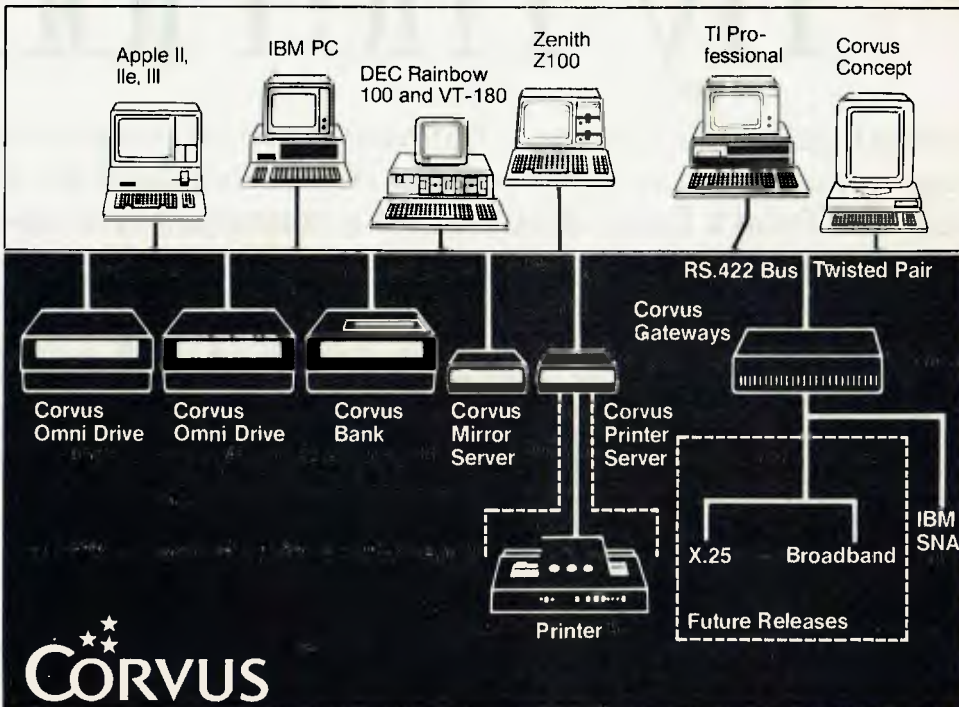 Apple II,
IIe, III
IBM PC
DEC Rainbow
100 and VT-180
Zenith
Z100
TI Pro-
fessional
Corvus
Concept
RS.422 Bus
Twisted Pair
Corvus
Gateways
Corvus
Omni Drive
Corvus
Omni Drive
Corvus
Bank
Corvus
Mirror
Server
Corvus
Printer
Server
Printer
X.25
Broadband
IBM
SNA
Future Releases
CORVUS